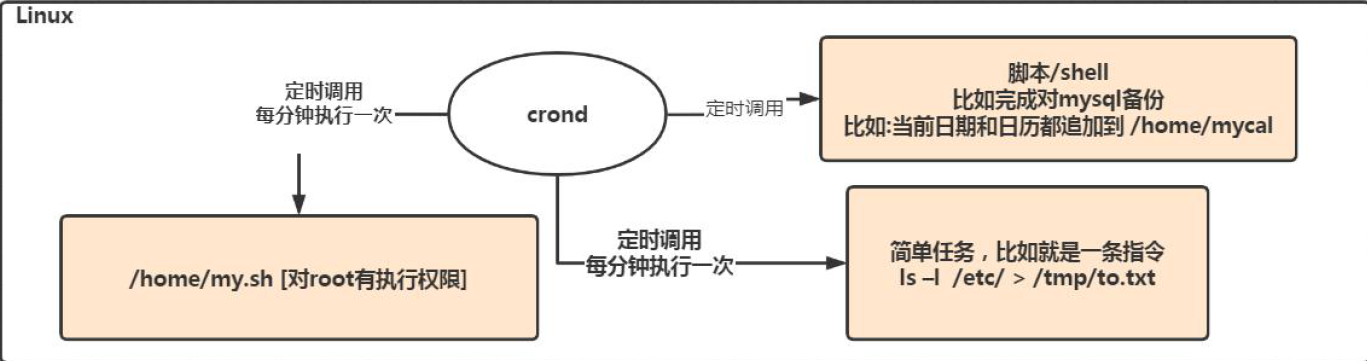 Linux
定时调用
每分钟执行一次
crond
定时调用
脚本/shell
比如完成对mysql备份
比如:当前日期和日历都追加到 /home/mycal
/home/my.sh [对root有执行权限]
定时调用
每分钟执行一次
简单任务，比如就是一条指令
ls –l  /etc/ > /tmp/to.txt